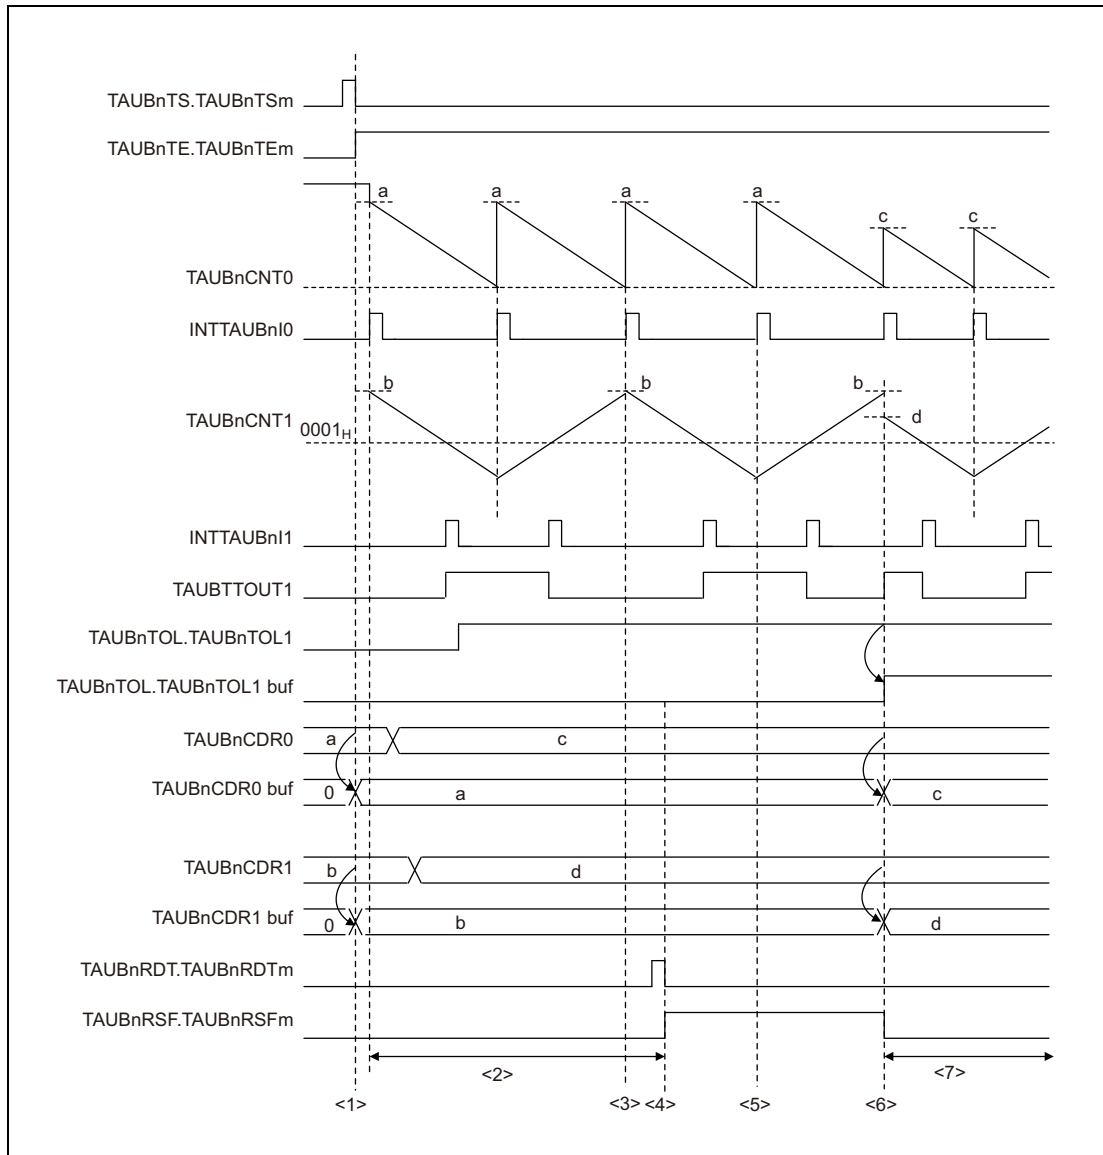 TAUBnTS.TAUBnTSm
TAUBnTE.TAUBnTEm
a a a a
c c
TAUBnCNT0
INTTAUBnI0
b b b
TAUBnCNT1
d
0001H
INTTAUBnI1
TAUBTTOUT1
TAUBnTOL.TAUBnTOL1
TAUBnTOL.TAUBnTOL1 buf
TAUBnCDR0 a c
TAUBnCDR0 buf 0 a c
TAUBnCDR1 b d
TAUBnCDR1 buf 0 b d
TAUBnRDT.TAUBnRDTm
TAUBnRSF.TAUBnRSFm
<2> <7>
<1> <3> <4> <5> <6>